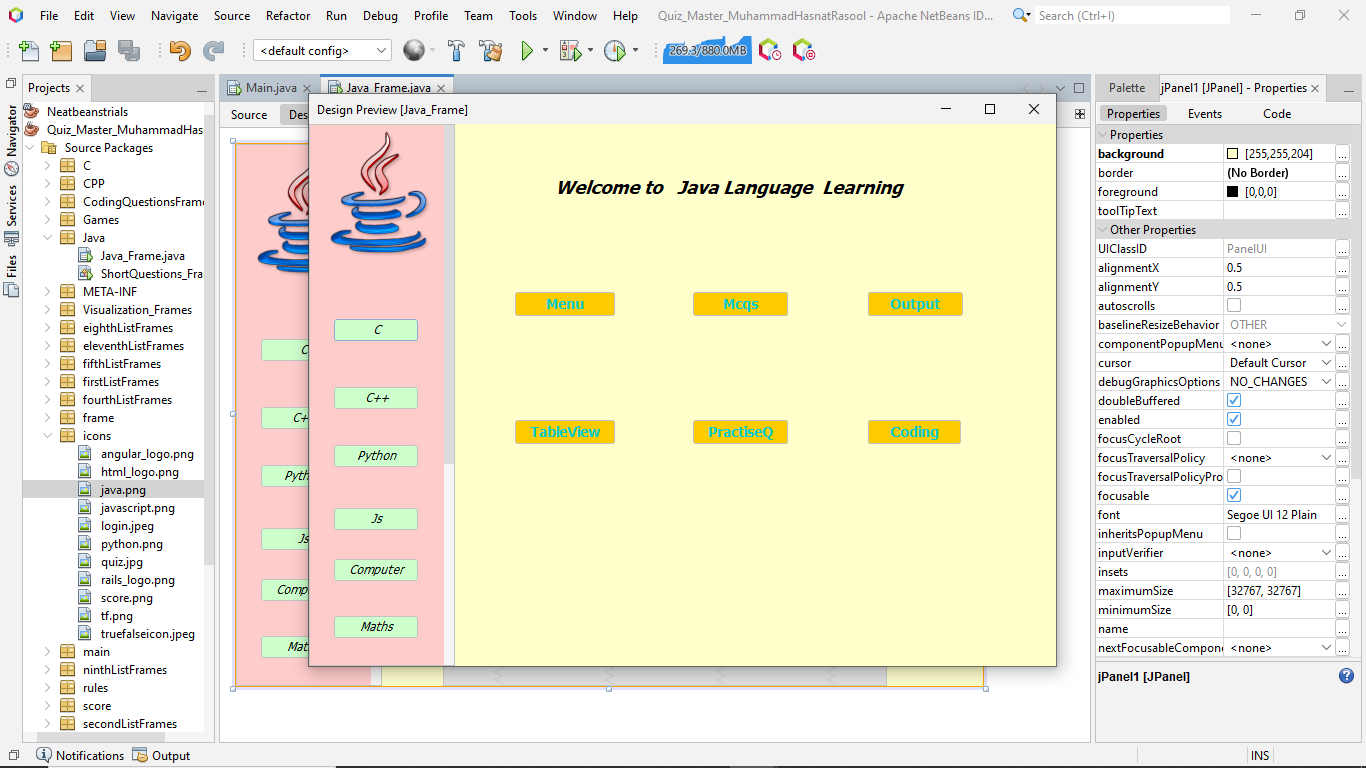 File Edit View Navigate Source Refactor Run Debug Profile Team Tools Window Help Quiz_Master_MuhammadHasnatRasool - Apache NetBeans ID... Search (Ctrl+I)
<default config> 269.3/880.0MB
Projects
Main.java Java_Frame.java
Palette jPanel1 [JPanel] - Properties
Navigator
Services
Files
Neatbeanstrials
Quiz_Master_MuhammadHas
Source Packages
C
CPP
CodingQuestionsFrame
Games
Java
Java_Frame.java
ShortQuestions_Fra
META-INF
Visualization_Frames
eighthListFrames
eleventhListFrames
fifthListFrames
firstListFrames
fourthListFrames
frame
icons
angular_logo.png
html_logo.png
java.png
javascript.png
login.jpeg
python.png
quiz.jpg
rails_logo.png
score.png
tf.png
truefalseicon.jpeg
main
ninthListFrames
rules
score
secondListFrames
Source Des
C
C+
Pyth
Js
Comp
Mat
Design Preview [Java_Frame]
Welcome to Java Language Learning
C
C++
Python
Js
Computer
Maths
Menu Mcqs Output
TableView PractiseQ Coding
Properties Events Code
Properties
background [255,255,204] ...
border (No Border) ...
foreground [0,0,0] ...
toolTipText ...
Other Properties
UIClassID PanelUI ...
alignmentX 0.5 ...
alignmentY 0.5 ...
autoscrolls ...
baselineResizeBehavior OTHER ...
componentPopupMenu <none> ...
cursor Default Cursor ...
debugGraphicsOptions NO_CHANGES ...
doubleBuffered ...
enabled ...
focusCycleRoot ...
focusTraversalPolicy <none> ...
focusTraversalPolicyPro ...
focusable ...
font Segoe UI 12 Plain ...
inheritsPopupMenu ...
inputVerifier <none> ...
insets [0, 0, 0, 0] ...
maximumSize [32767, 32767] ...
minimumSize [0, 0] ...
name ...
nextFocusableCompone <none> ...
jPanel1 [JPanel]
Notifications Output INS